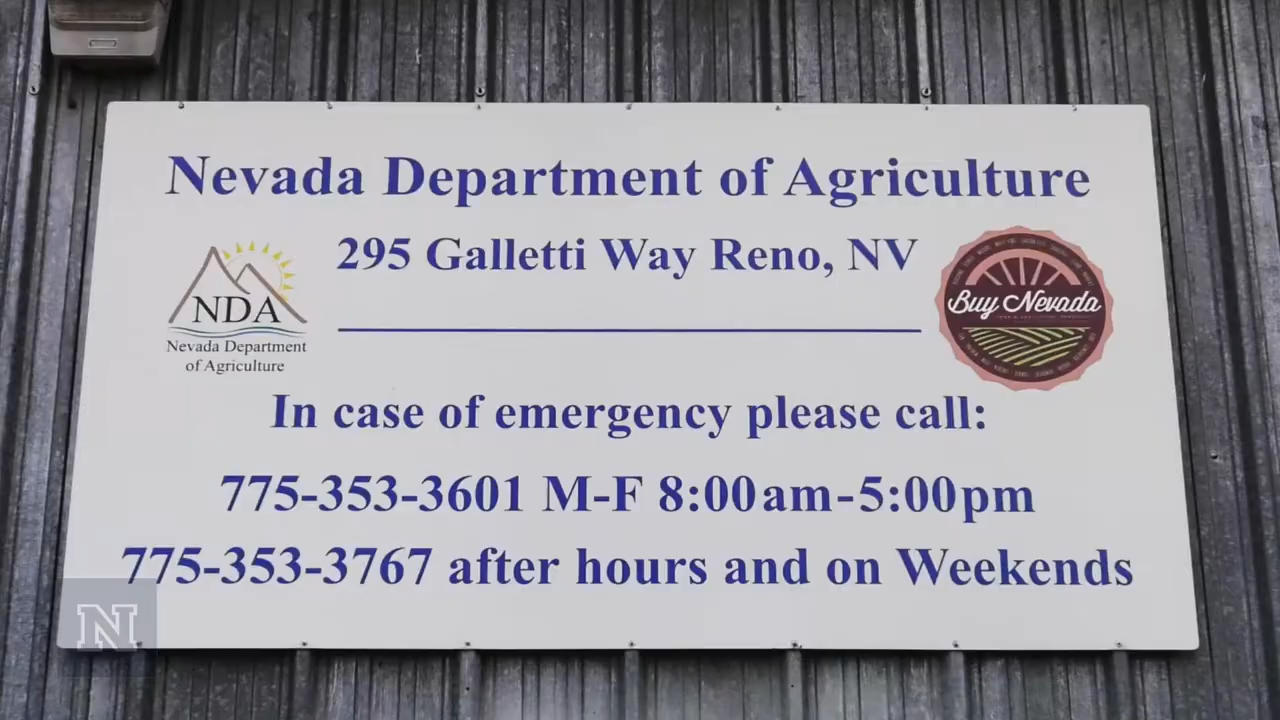 Nevada Department of Agriculture
295 Galletti Way Reno, NV
NDA
Nevada Department
of Agriculture
Buy Nevada
In case of emergency please call:
775-353-3601 M-F 8:00am-5:00pm
775-353-3767 after hours and on Weekends
N